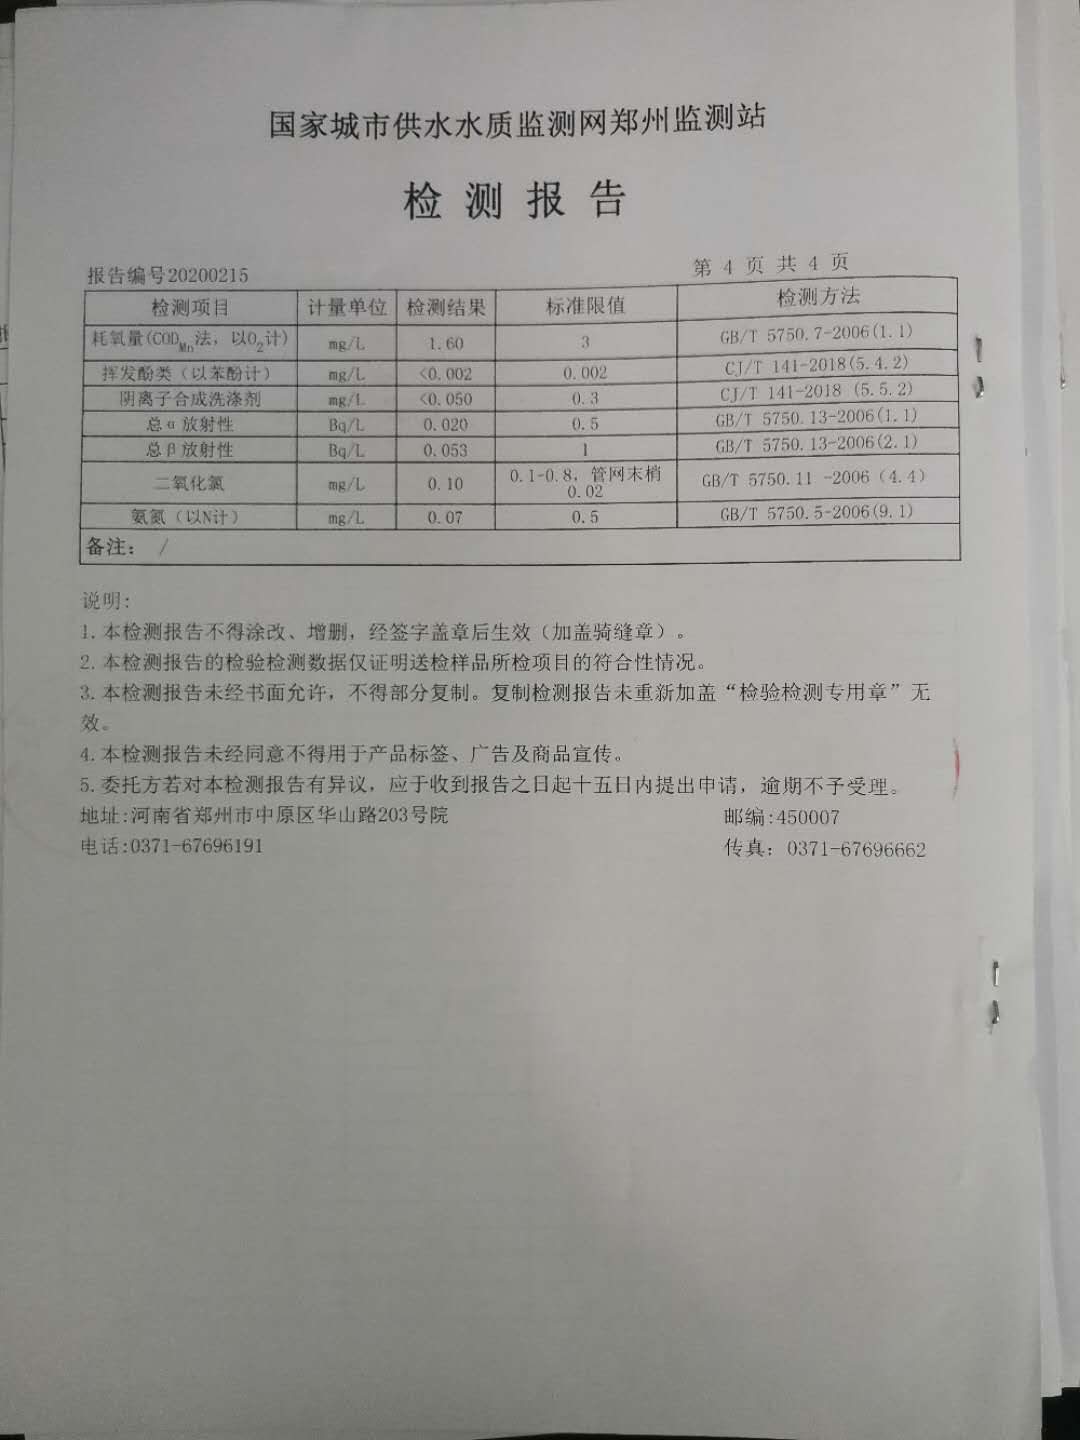 国家城市供水水质监测网郑州监测站
检测报告
报告编号20200215 第 4 页 共 4 页
检测项目 计量单位 检测结果 标准限值 检测方法
耗氧量(COD_Mn法，以O_2计) mg/L 1.60 3 GB/T 5750.7-2006(1.1)
挥发酚类（以苯酚计） mg/L <0.002 0.002 CJ/T 141-2018(5.4.2)
阴离子合成洗涤剂 mg/L <0.050 0.3 CJ/T 141-2018 (5.5.2)
总α放射性 Bq/L 0.020 0.5 GB/T 5750.13-2006(1.1)
总β放射性 Bq/L 0.053 1 GB/T 5750.13-2006(2.1)
二氧化氯 mg/L 0.10 0.1-0.8，管网末梢 GB/T 5750.11 -2006（4.4）
0.02
氨氮（以N计） mg/L 0.07 0.5 GB/T 5750.5-2006(9.1)
备注： /
说明:
1.本检测报告不得涂改、增删，经签字盖章后生效（加盖骑缝章）。
2.本检测报告的检验检测数据仅证明送检样品所检项目的符合性情况。
3.本检测报告未经书面允许，不得部分复制。复制检测报告未重新加盖“检验检测专用章”无
效。
4.本检测报告未经同意不得用于产品标签、广告及商品宣传。
5.委托方若对本检测报告有异议，应于收到报告之日起十五日内提出申请，逾期不予受理。
地址:河南省郑州市中原区华山路203号院 邮编:450007
电话:0371-67696191 传真：0371-67696662